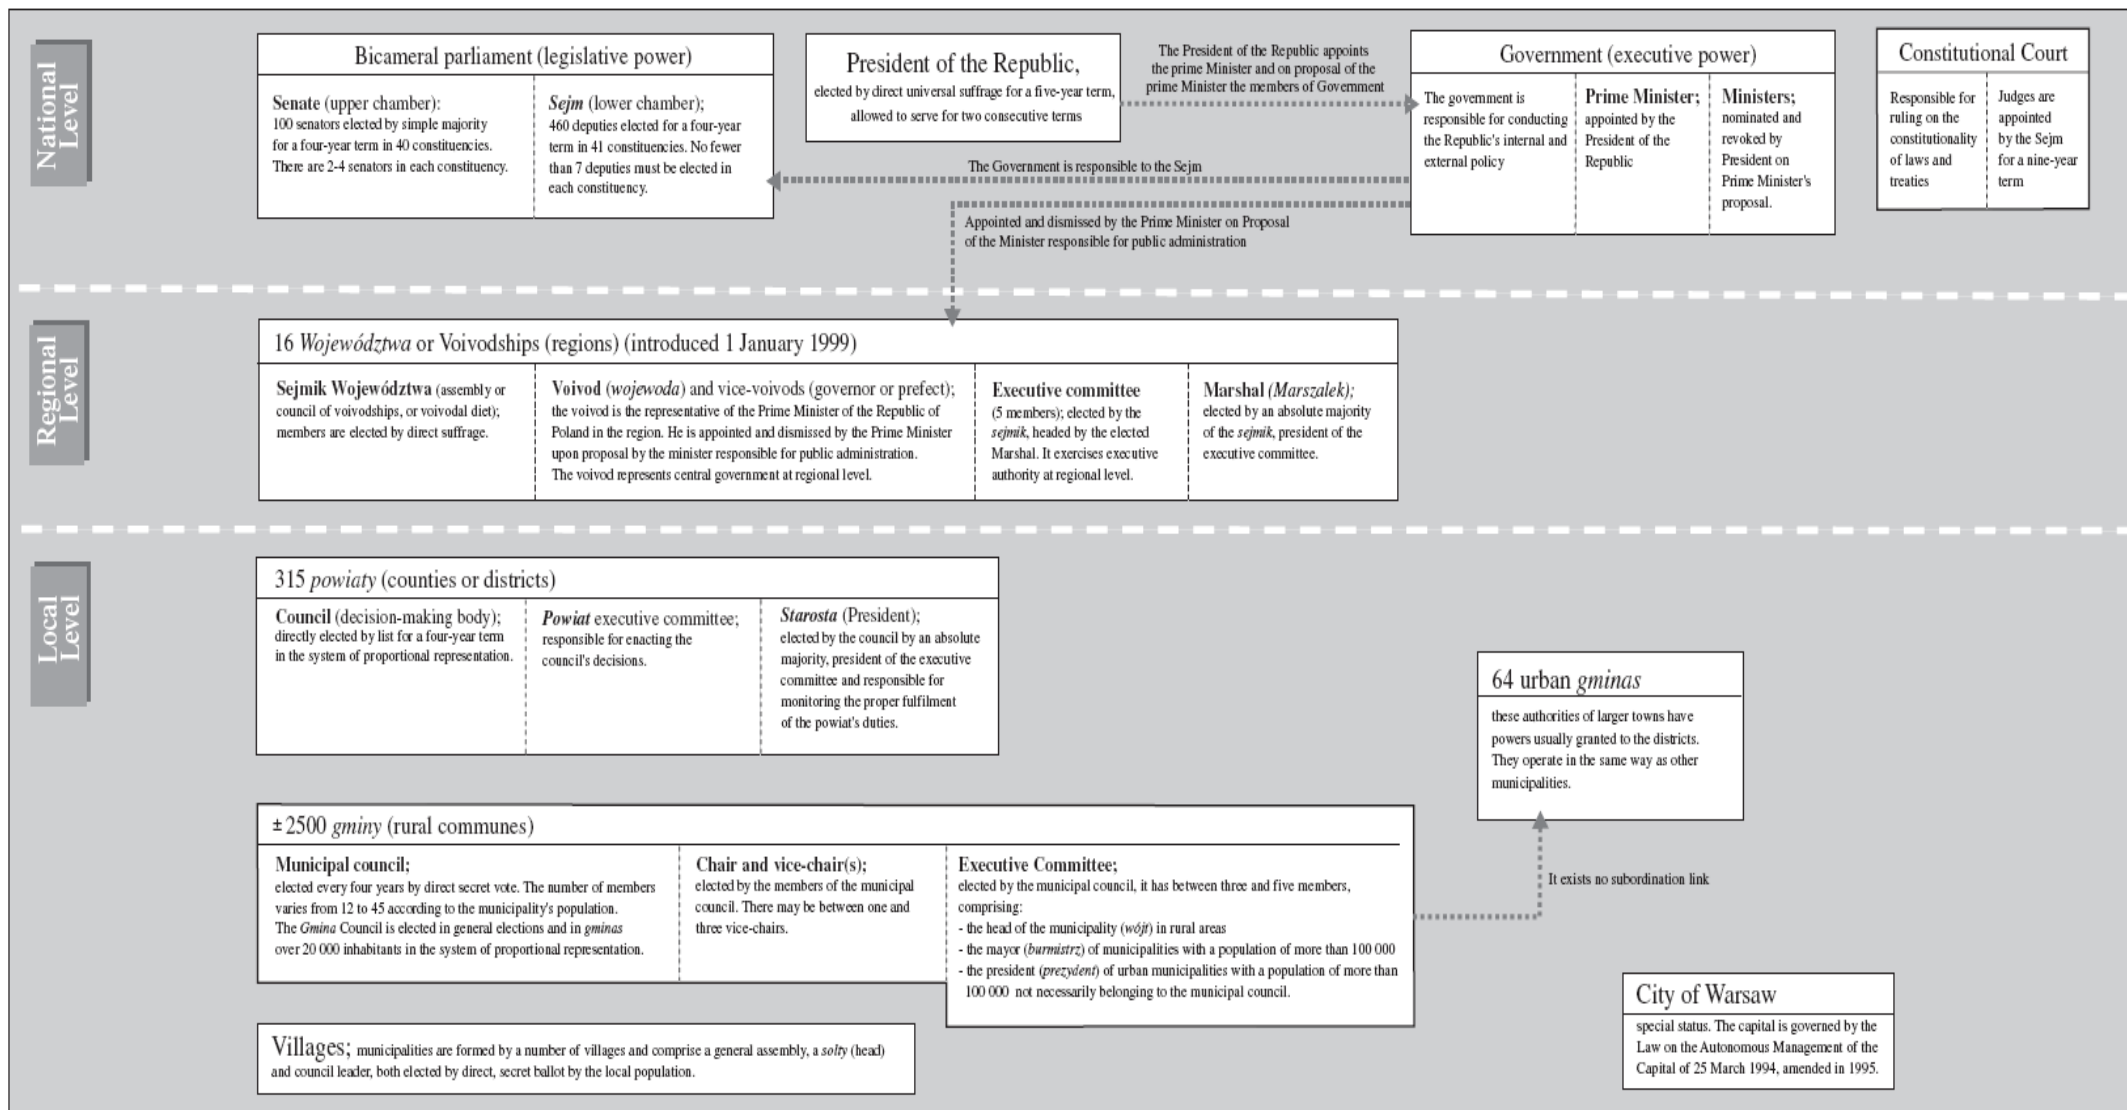 National
Level
Bicameral parliament (legislative power)
Senate (upper chamber):
100 senators elected by simple majority
for a four-year term in 40 constituencies.
There are 2-4 senators in each constituency.
Sejm (lower chamber);
460 deputies elected for a four-year
term in 41 constituencies. No fewer
than 7 deputies must be elected in
each constituency.
President of the Republic,
elected by direct universal suffrage for a five-year term,
allowed to serve for two consecutive terms
The President of the Republic appoints
the prime Minister and on proposal of the
prime Minister the members of Government
Government (executive power)
The government is
responsible for conducting
the Republic's internal and
external policy
Prime Minister;
appointed by the
President of the
Republic
Ministers;
nominated and
revoked by
President on
Prime Minister's
proposal.
Constitutional Court
Responsible for
ruling on the
constitutionality
of laws and
treaties
Judges are
appointed
by the Sejm
for a nine-year
term
The Government is responsible to the Sejm
Appointed and dismissed by the Prime Minister on Proposal
of the Minister responsible for public administration
Regional
Level
16 Województwa or Voivodships (regions) (introduced 1 January 1999)
Sejmik Województwa (assembly or
council of voivodships, or voivodal diet);
members are elected by direct suffrage.
Voivod (wojewoda) and vice-voivods (governor or prefect);
the voivod is the representative of the Prime Minister of the Republic of
Poland in the region. He is appointed and dismissed by the Prime Minister
upon proposal by the minister responsible for public administration.
The voivod represents central government at regional level.
Executive committee
(5 members); elected by the
sejmik, headed by the elected
Marshal. It exercises executive
authority at regional level.
Marshal (Marszalek);
elected by an absolute majority
of the sejmik, president of the
executive committee.
Local
Level
315 powiaty (counties or districts)
Council (decision-making body);
directly elected by list for a four-year term
in the system of proportional representation.
Powiat executive committee;
responsible for enacting the
council's decisions.
Starosta (President);
elected by the council by an absolute
majority, president of the executive
committee and responsible for
monitoring the proper fulfilment
of the powiat's duties.
64 urban gminas
these authorities of larger towns have
powers usually granted to the districts.
They operate in the same way as other
municipalities.
±2500 gminy (rural communes)
Municipal council;
elected every four years by direct secret vote. The number of members
varies from 12 to 45 according to the municipality's population.
The Gmina Council is elected in general elections and in gminas
over 20 000 inhabitants in the system of proportional representation.
Chair and vice-chair(s);
elected by the members of the municipal
council. There may be between one and
three vice-chairs.
Executive Committee;
elected by the municipal council, it has between three and five members,
comprising:
- the head of the municipality (wójt) in rural areas
- the mayor (burmistrz) of municipalities with a population of more than 100 000
- the president (prezydent) of urban municipalities with a population of more than
100 000 not necessarily belonging to the municipal council.
It exists no subordination link
Villages; municipalities are formed by a number of villages and comprise a general assembly, a solty (head)
and council leader, both elected by direct, secret ballot by the local population.
City of Warsaw
special status. The capital is governed by the
Law on the Autonomous Management of the
Capital of 25 March 1994, amended in 1995.